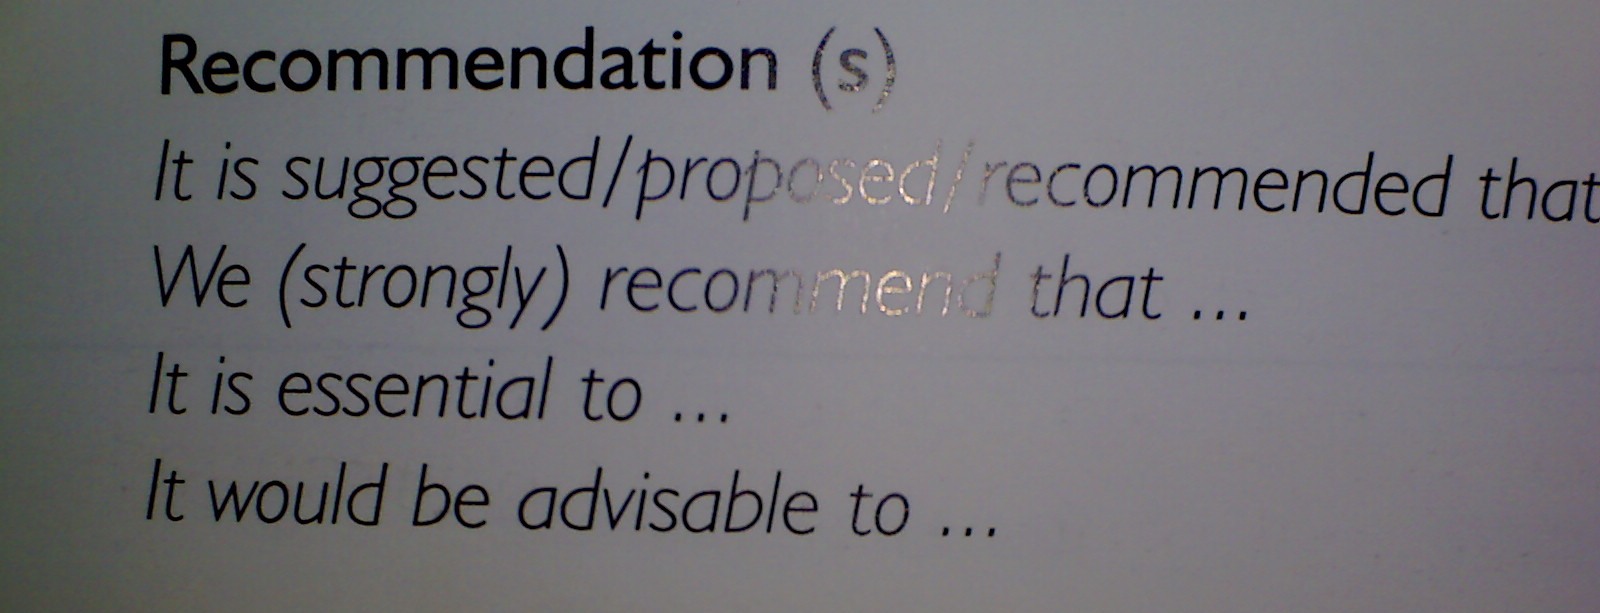 Recommendation (s)
It is suggested/proposed/recommended that
We (strongly) recommend that ...
It is essential to ...
It would be advisable to ...